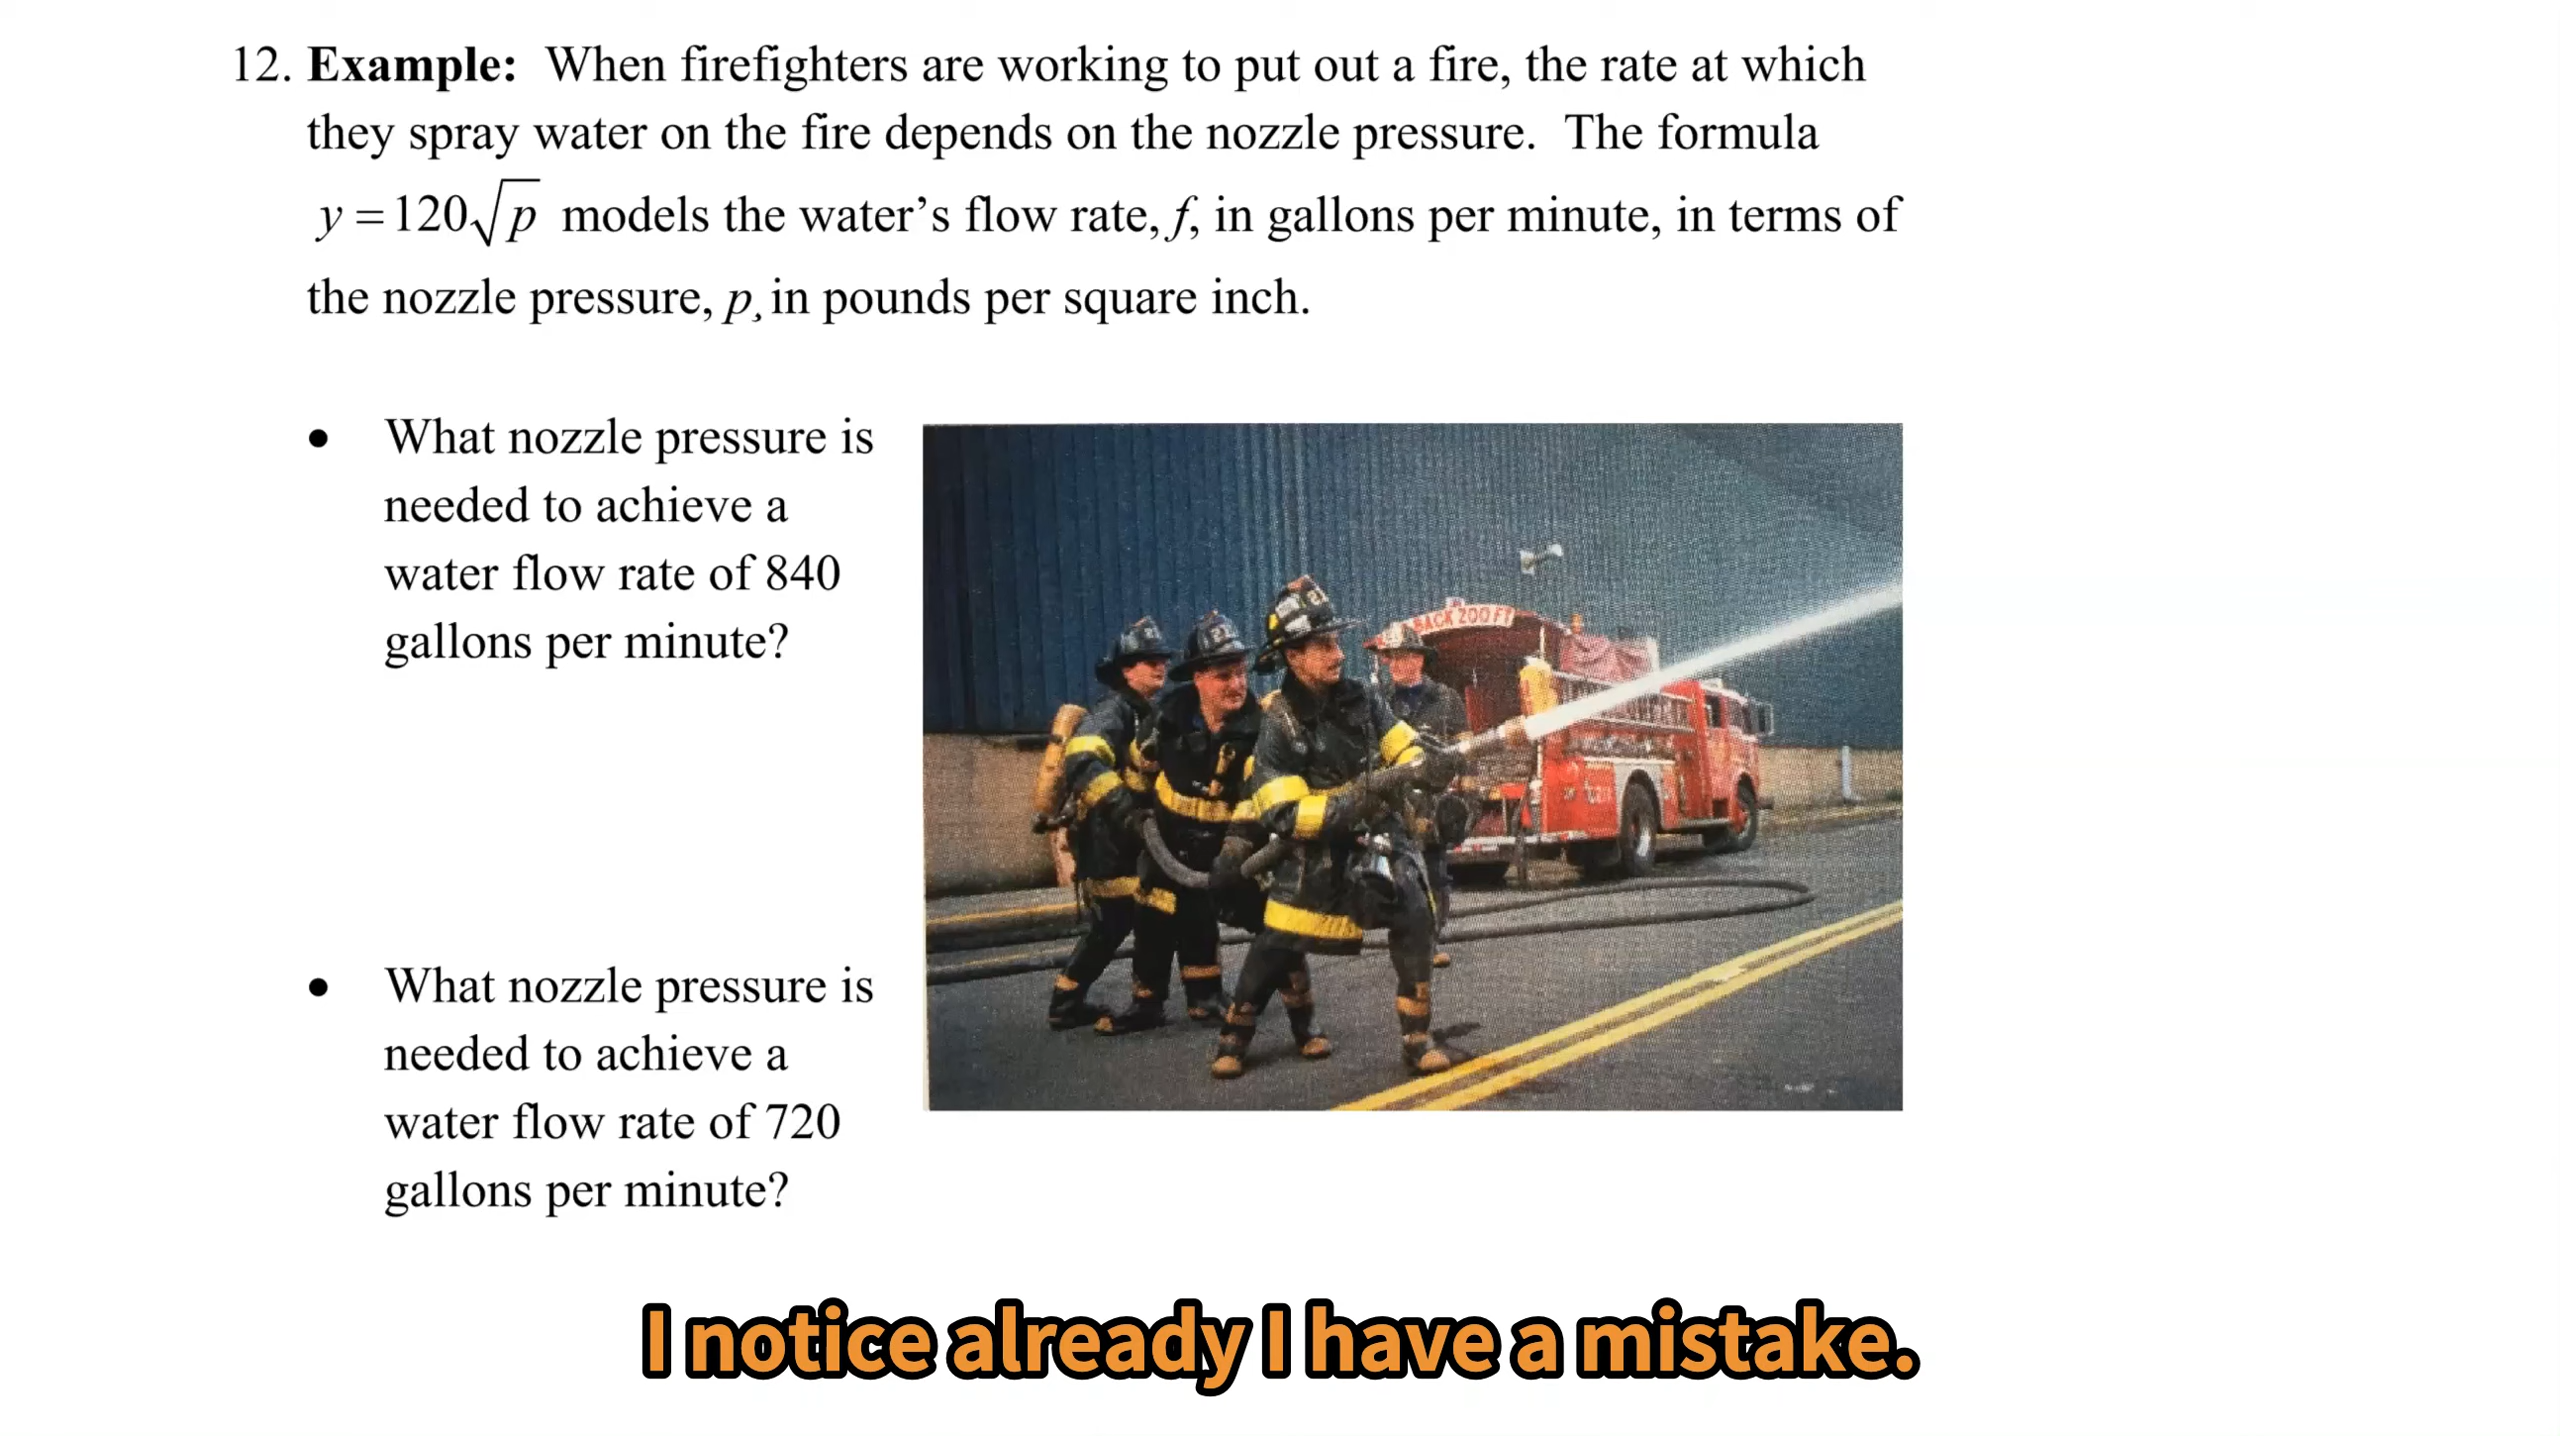 12. Example: When firefighters are working to put out a fire, the rate at which
they spray water on the fire depends on the nozzle pressure. The formula
y = 120√p models the water’s flow rate, f, in gallons per minute, in terms of
the nozzle pressure, p, in pounds per square inch.
• What nozzle pressure is
needed to achieve a
water flow rate of 840
gallons per minute?
BACK 200 FT
21
• What nozzle pressure is
needed to achieve a
water flow rate of 720
gallons per minute?
I notice already I have a mistake.